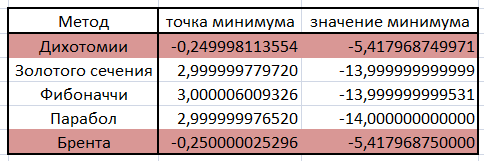 Метод точка минимума значение минимума
Дихотомии -0,249998113554 -5,417968749971
Золотого сечения 2,999999779720 -13,999999999999
Фибоначчи 3,000006009326 -13,999999999531
Парабол 2,999999976520 -14,000000000000
Брента -0,250000025296 -5,417968750000